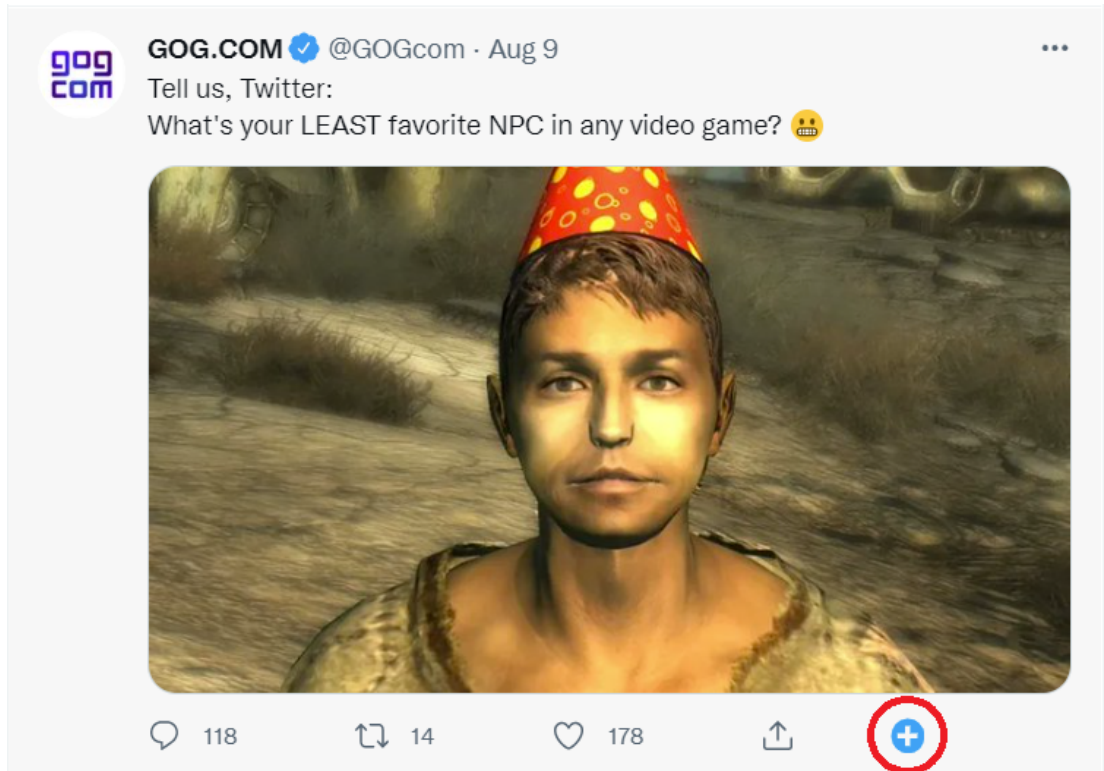 gog
com
GOG.COM @GOGcom · Aug 9
Tell us, Twitter:
What's your LEAST favorite NPC in any video game? 😬
118 14 178